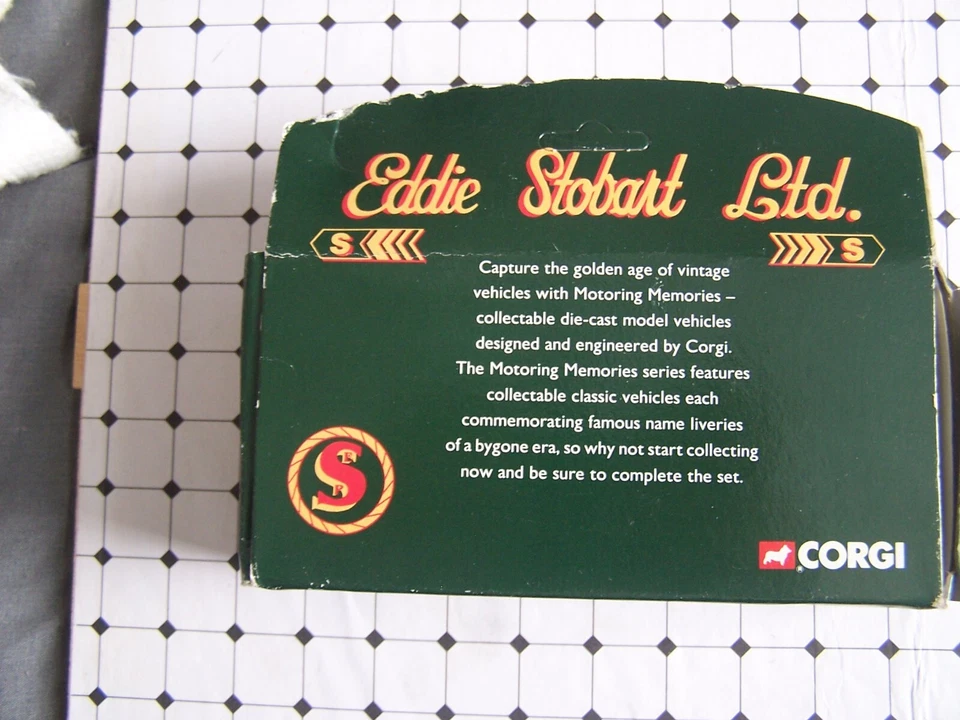 Eddie Stobart Ltd.
S S
Capture the golden age of vintage
vehicles with Motoring Memories –
collectable die-cast model vehicles
designed and engineered by Corgi.
The Motoring Memories series features
collectable classic vehicles each
commemorating famous name liveries
of a bygone era, so why not start collecting
now and be sure to complete the set.
S
CORGI